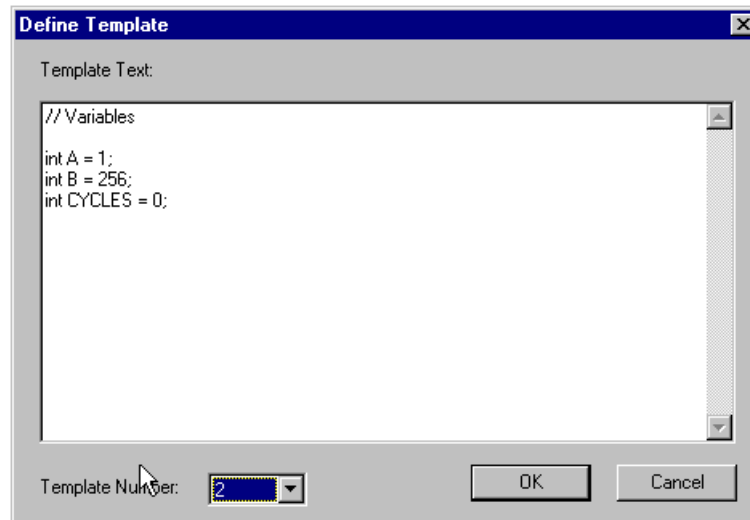 Define Template
Template Text:
// Variables
int A = 1;
int B = 256;
int CYCLES = 0;
Template Number:
2
OK
Cancel